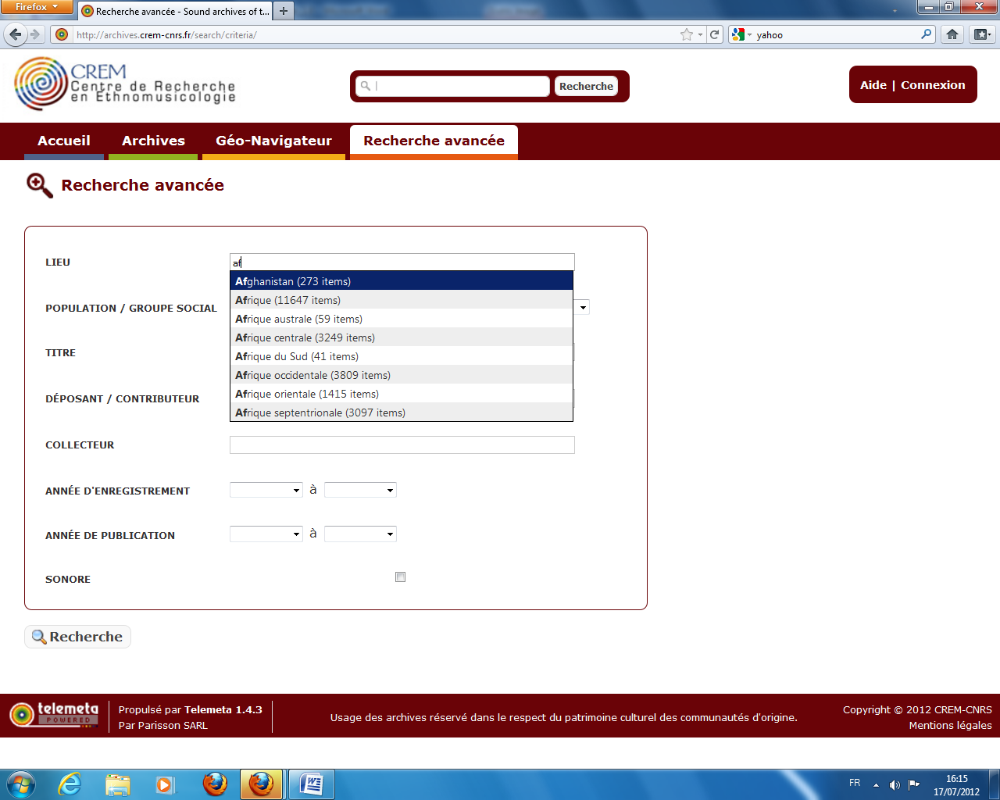 Firefox
Recherche avancée - Sound archives of t...
http://archives.crem-cnrs.fr/search/criteria/
yahoo
CREM
Centre de Recherche
en Ethnomusicologie
Recherche
Aide | Connexion
Accueil
Archives
Géo-Navigateur
Recherche avancée
Recherche avancée
LIEU
af
Afghanistan (273 items)
Afrique (11647 items)
Afrique australe (59 items)
Afrique centrale (3249 items)
Afrique du Sud (41 items)
Afrique occidentale (3809 items)
Afrique orientale (1415 items)
Afrique septentrionale (3097 items)
POPULATION / GROUPE SOCIAL
TITRE
DÉPOSANT / CONTRIBUTEUR
COLLECTEUR
ANNÉE D'ENREGISTREMENT
à
ANNÉE DE PUBLICATION
à
SONORE
Recherche
telemeta
POWERED
Propulsé par Telemeta 1.4.3
Par Parisson SARL
Usage des archives réservé dans le respect du patrimoine culturel des communautés d'origine.
Copyright © 2012 CREM-CNRS
Mentions légales
FR
16:15
17/07/2012